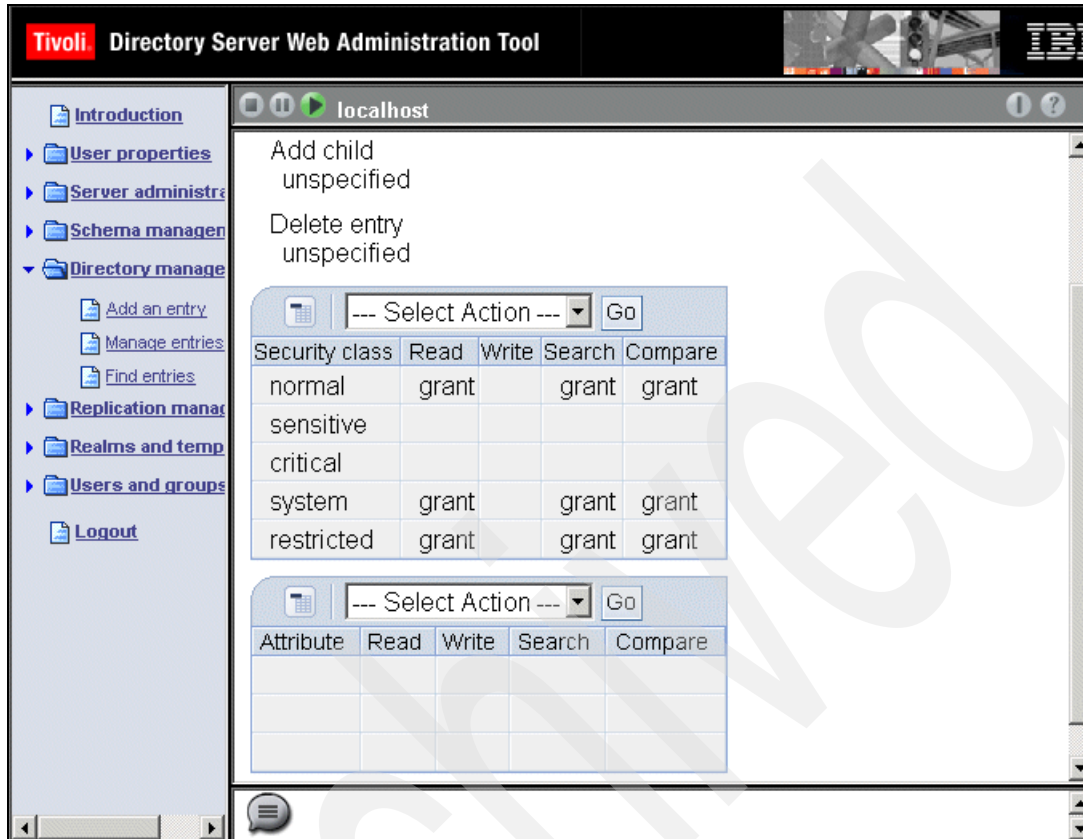 Tivoli. Directory Server Web Administration Tool
IBM
Introduction
User properties
Server administra
Schema managen
Directory manage
Add an entry
Manage entries
Find entries
Replication manag
Realms and temp
Users and groups
Logout
localhost
Add child
unspecified
Delete entry
unspecified
--- Select Action --- Go
Security class Read Write Search Compare
normal grant grant grant
sensitive
critical
system grant grant grant
restricted grant grant grant
--- Select Action --- Go
Attribute Read Write Search Compare